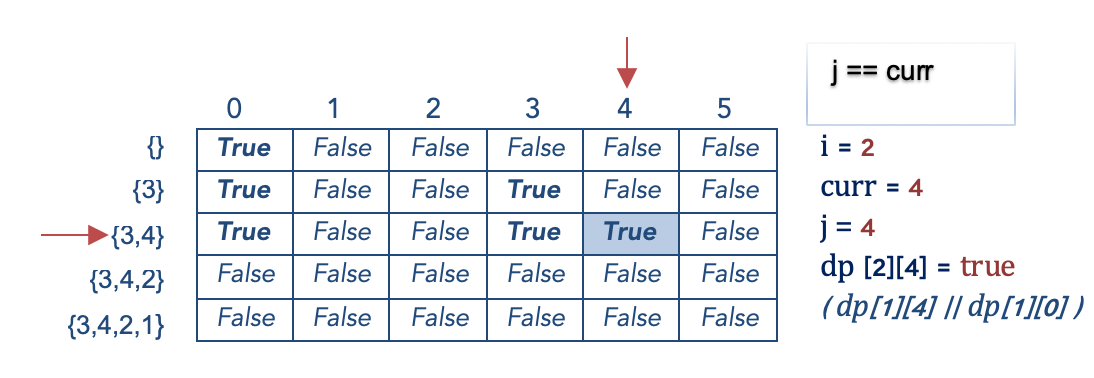 j == curr
0 1 2 3 4 5
{} True False False False False False
{3} True False False True False False
{3,4} True False False True True False
{3,4,2} False False False False False False
{3,4,2,1} False False False False False False
i = 2
curr = 4
j = 4
dp [2][4] = true
( dp[1][4] // dp[1][0] )